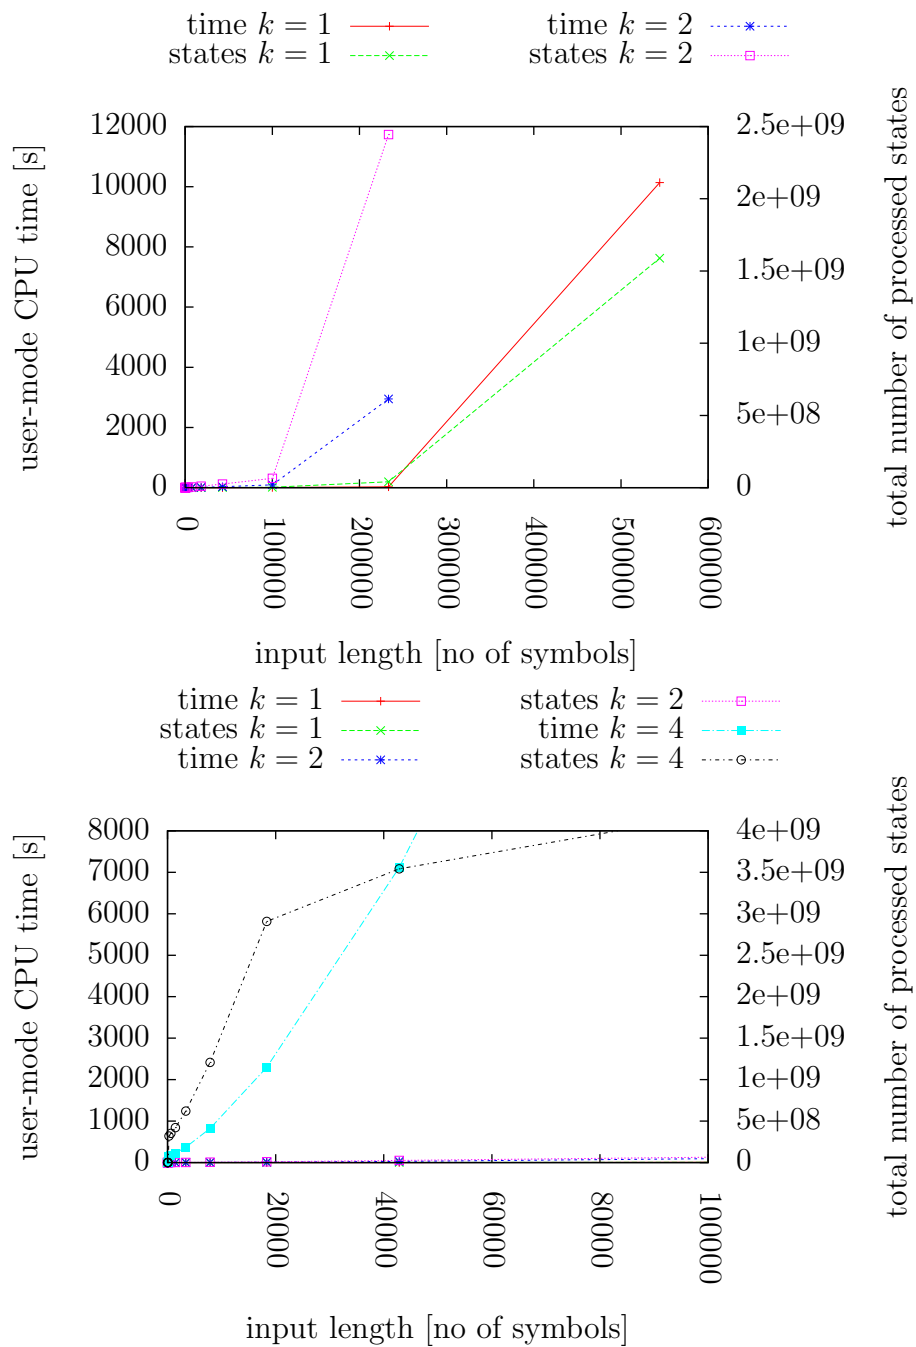 time k = 1
time k = 2
states k = 1
states k = 2
12000
10000
8000
6000
4000
2000
0
user-mode CPU time [s]
2.5e+09
2e+09
1.5e+09
1e+09
5e+08
0
total number of processed states
0
100000
200000
300000
400000
500000
600000
input length [no of symbols]
time k = 1
states k = 2
states k = 1
time k = 4
time k = 2
states k = 4
8000
7000
6000
5000
4000
3000
2000
1000
0
user-mode CPU time [s]
4e+09
3.5e+09
3e+09
2.5e+09
2e+09
1.5e+09
1e+09
5e+08
0
total number of processed states
0
20000
40000
60000
80000
100000
input length [no of symbols]